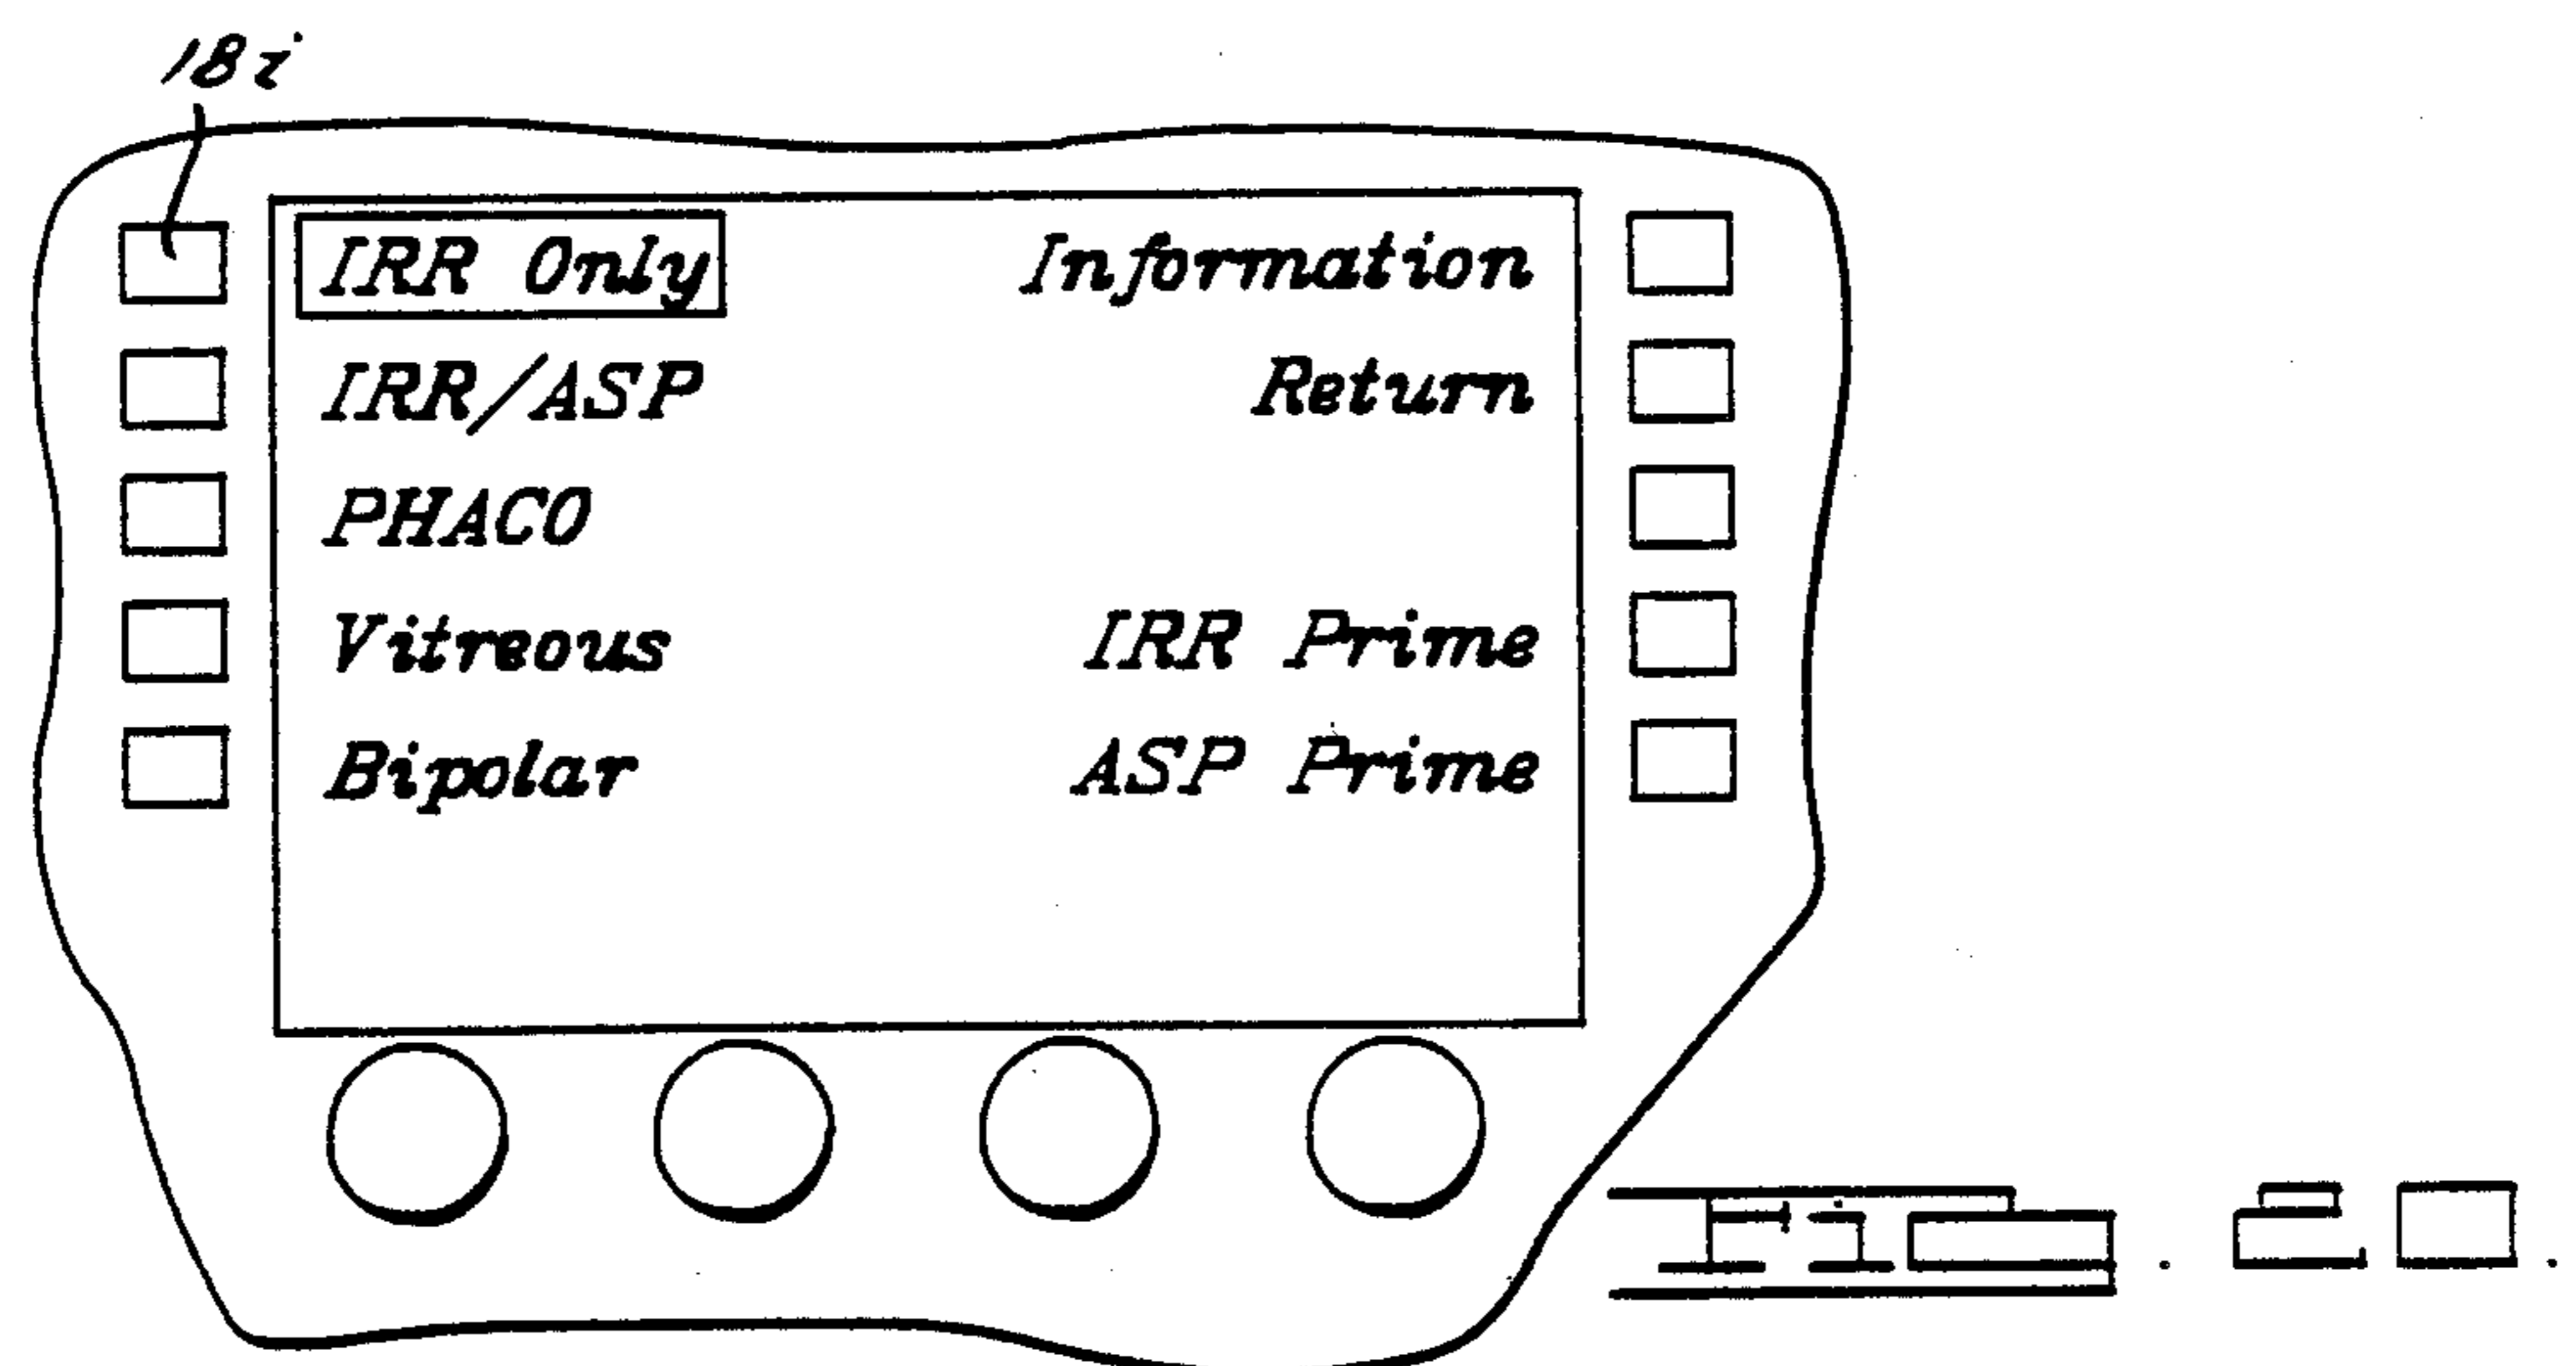 18i
IRR Only Information
IRR/ASP Return
PHACO
Vitreous IRR Prime
Bipolar ASP Prime
Fig. 20.